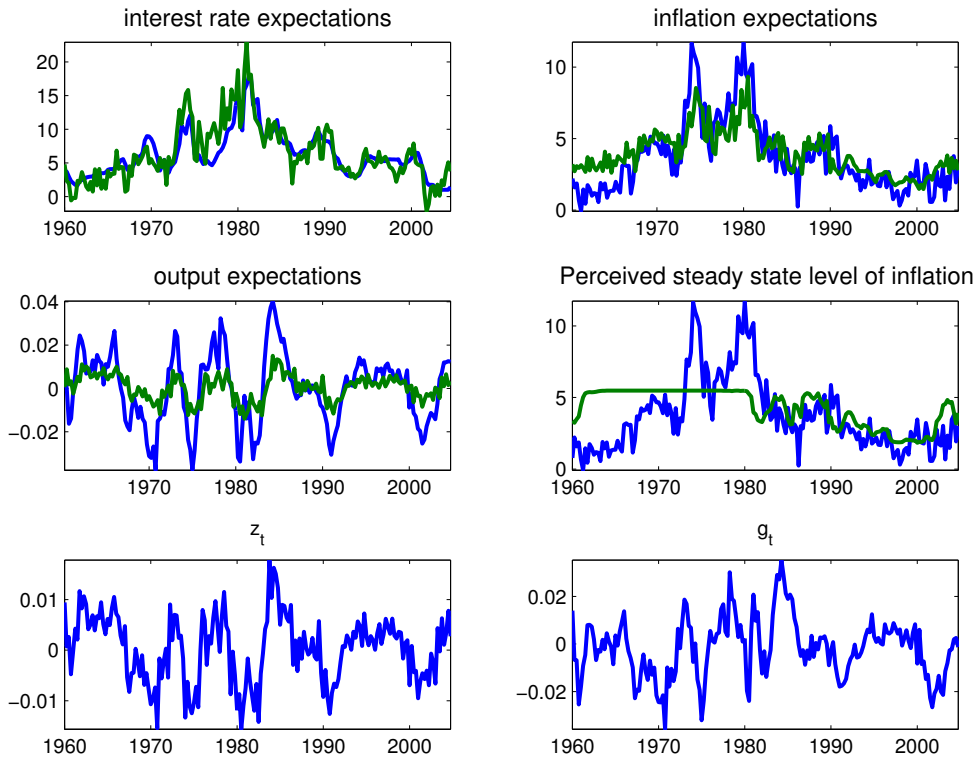 interest rate expectations
20
15
10
5
0
1960 1970 1980 1990 2000
inflation expectations
10
5
0
1970 1980 1990 2000
output expectations
0.04
0.02
0
−0.02
1970 1980 1990 2000
Perceived steady state level of inflation
10
5
0
1960 1970 1980 1990 2000
z_t
0.01
0
−0.01
1960 1970 1980 1990 2000
g_t
0.02
0
−0.02
1960 1970 1980 1990 2000